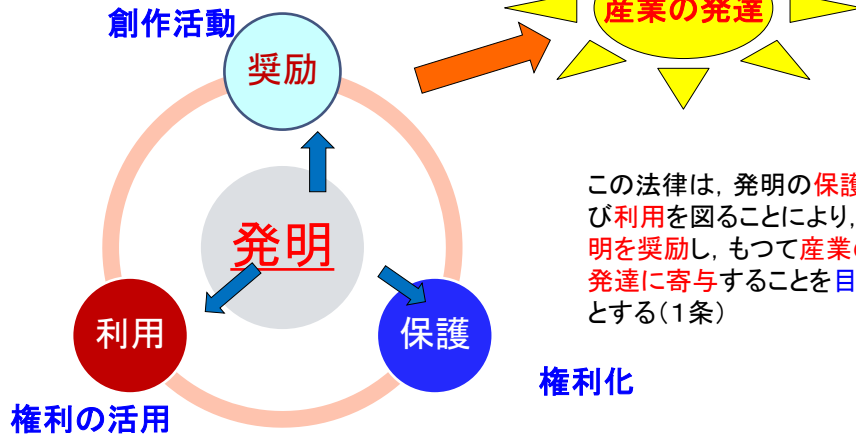 創作活動
産業の発達
奨励
この法律は，発明の保護
び利用を図ることにより，
明を奨励し，もつて産業の
発達に寄与することを目
とする（１条）
発明
利用
保護
権利化
権利の活用